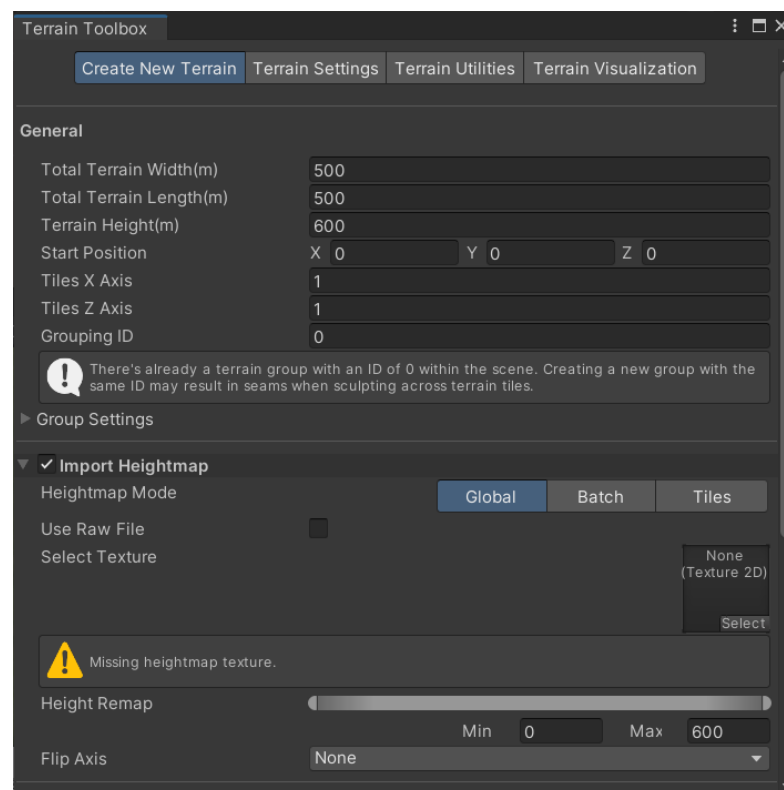 Terrain Toolbox
Create New Terrain Terrain Settings Terrain Utilities Terrain Visualization
General
Total Terrain Width(m) 500
Total Terrain Length(m) 500
Terrain Height(m) 600
Start Position X 0 Y 0 Z 0
Tiles X Axis 1
Tiles Z Axis 1
Grouping ID 0
There's already a terrain group with an ID of 0 within the scene. Creating a new group with the
same ID may result in seams when sculpting across terrain tiles.
Group Settings
Import Heightmap
Heightmap Mode Global Batch Tiles
Use Raw File
Select Texture None
(Texture 2D)
Select
Missing heightmap texture.
Height Remap
Min 0 Max 600
Flip Axis None